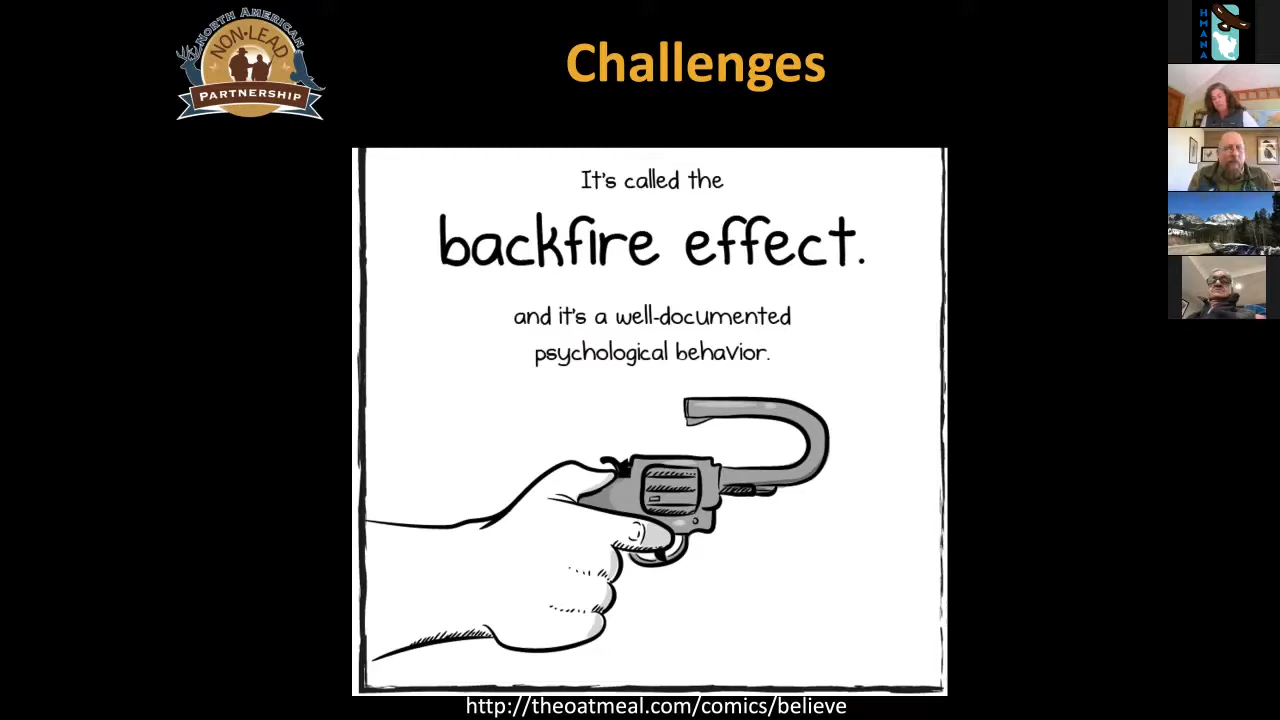 NORTH AMERICAN
NON-LEAD
PARTNERSHIP
Challenges
It's called the
backfire effect.
and it's a well-documented
psychological behavior.
http://theoatmeal.com/comics/believe
HMANA